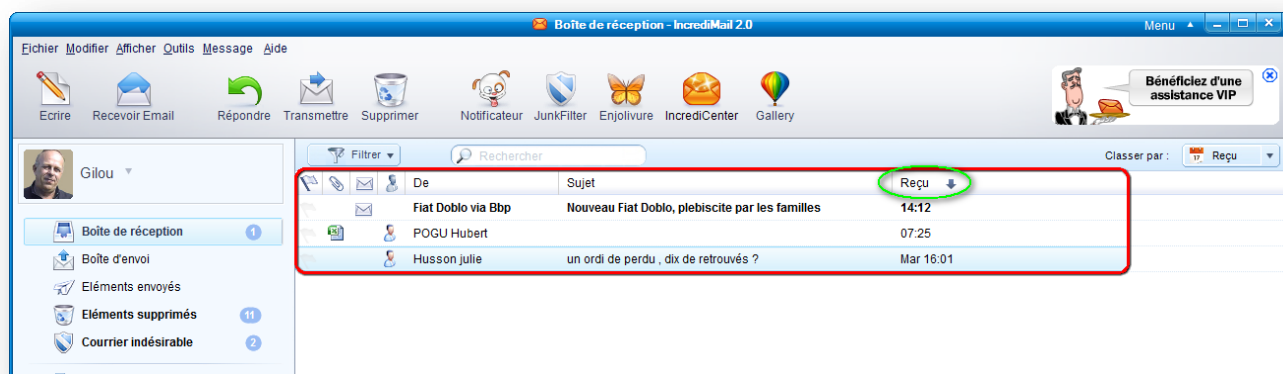 Boîte de réception - IncrediMail 2.0 Menu
Fichier Modifier Afficher Outils Message Aide
Ecrire Recevoir Email Répondre Transmettre Supprimer Notificateur JunkFilter Enjolivure IncrediCenter Gallery
Bénéficiez d'une
assistance VIP
Filtrer Rechercher Classer par : 17 Reçu
Gilou
De Sujet Reçu
Fiat Doblo via Bbp Nouveau Fiat Doblo, plebiscite par les familles 14:12
POGU Hubert 07:25
Husson julie un ordi de perdu , dix de retrouvés ? Mar 16:01
Boîte de réception 1
Boîte d'envoi
Eléments envoyés
Eléments supprimés 11
Courrier indésirable 2